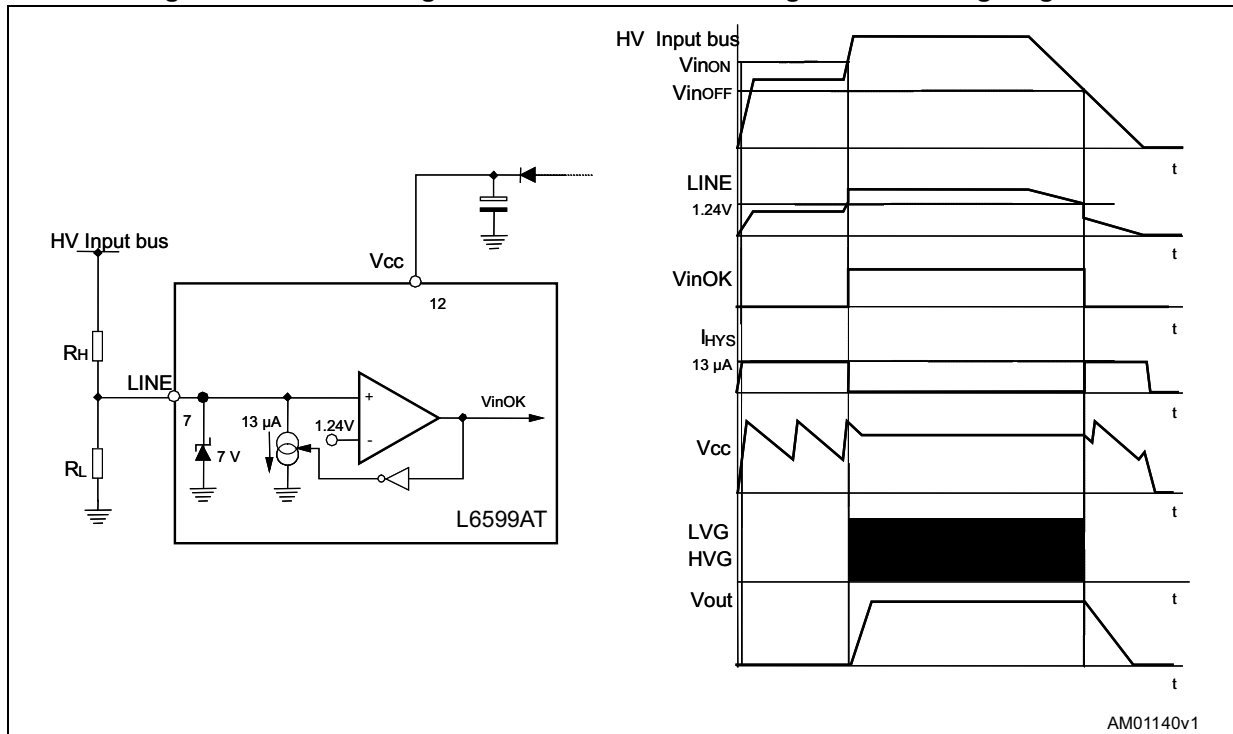 HV Input bus
Vcc
12
RH
LINE
7
RL
7 V
13 µA
1.24V
+
-
VinOK
L6599AT
HV Input bus
VinON
VinOFF
t
LINE
1.24V
t
VinOK
t
IHYS
13 µA
t
Vcc
t
LVG
HVG
t
Vout
t
AM01140v1